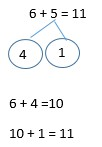 6 + 5 = 11
4 1
6 + 4 =10
10 + 1 = 11